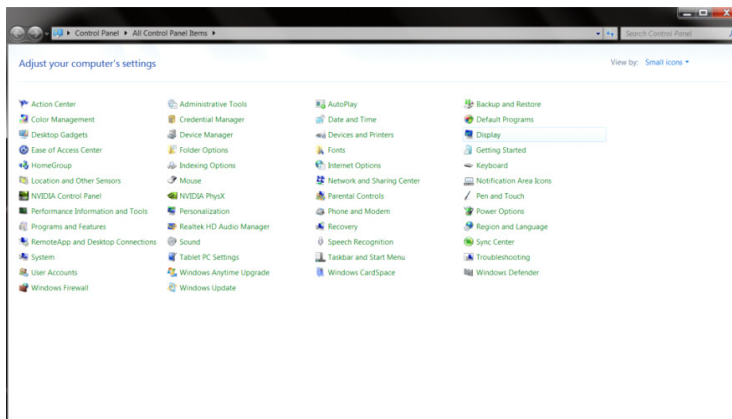 Control Panel ▸ All Control Panel Items ▸
Search Control Panel
Adjust your computer's settings
View by: Small icons
Action Center
Administrative Tools
AutoPlay
Backup and Restore
Color Management
Credential Manager
Date and Time
Default Programs
Desktop Gadgets
Device Manager
Devices and Printers
Display
Ease of Access Center
Folder Options
Fonts
Getting Started
HomeGroup
Indexing Options
Internet Options
Keyboard
Location and Other Sensors
Mouse
Network and Sharing Center
Notification Area Icons
NVIDIA Control Panel
NVIDIA PhysX
Parental Controls
Pen and Touch
Performance Information and Tools
Personalization
Phone and Modem
Power Options
Programs and Features
Realtek HD Audio Manager
Recovery
Region and Language
RemoteApp and Desktop Connections
Sound
Speech Recognition
Sync Center
System
Tablet PC Settings
Taskbar and Start Menu
Troubleshooting
User Accounts
Windows Anytime Upgrade
Windows CardSpace
Windows Defender
Windows Firewall
Windows Update